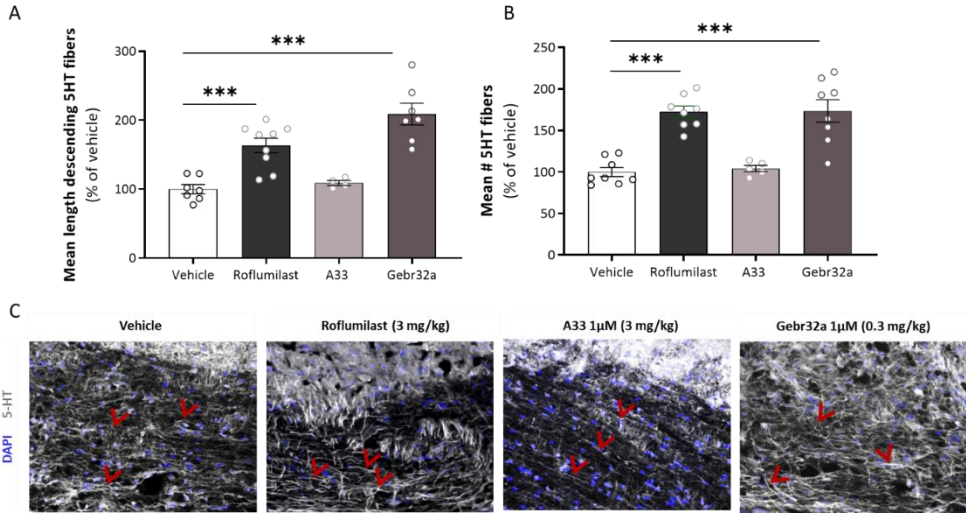 A
Mean length descending 5HT fibers
(% of vehicle)
300
200
100
0
***
***
Vehicle Roflumilast A33 Gebr32a
B
Mean # 5HT fibers
(% of vehicle)
250
200
150
100
50
0
***
***
Vehicle Roflumilast A33 Gebr32a
C
Vehicle Roflumilast (3 mg/kg) A33 1µM (3 mg/kg) Gebr32a 1µM (0.3 mg/kg)
DAPI 5-HT